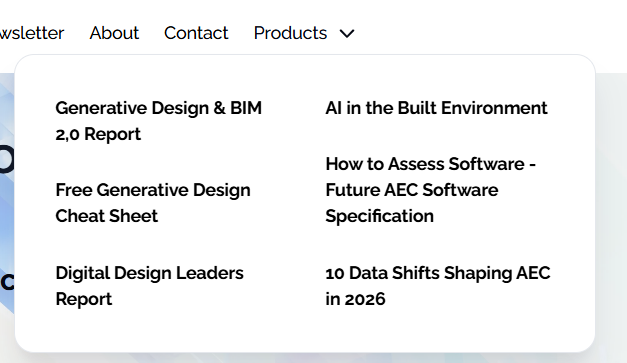 About
Contact
Products
Generative Design & BIM
2,0 Report
Free Generative Design
Cheat Sheet
Digital Design Leaders
Report
AI in the Built Environment
How to Assess Software -
Future AEC Software
Specification
10 Data Shifts Shaping AEC
in 2026